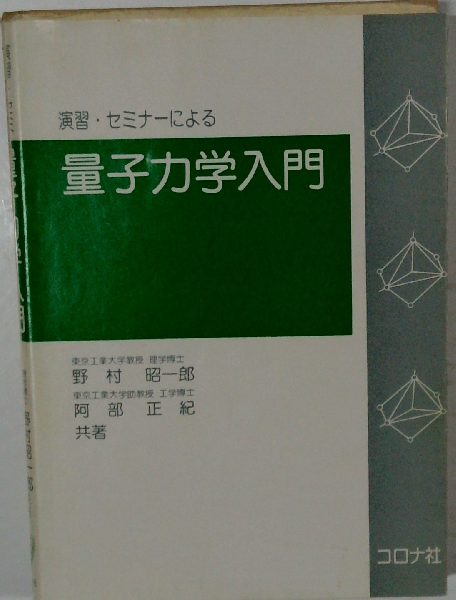 演習・セミナーによる
量子力学入門
東京工業大学教授 理学博士
野村 昭一郎
東京工業大学助教授 工学博士
阿部 正紀
共著
コロナ社